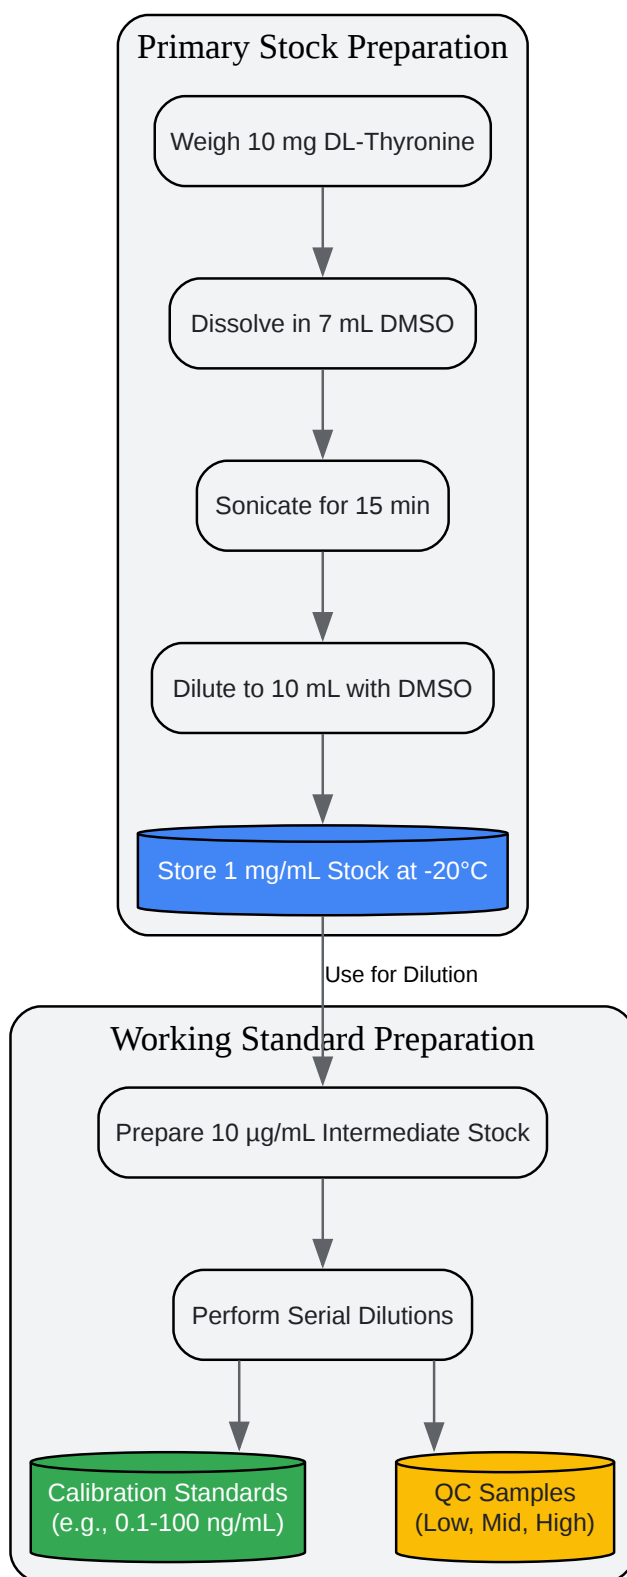 Primary Stock Preparation
Weigh 10 mg DL-Thyronine
Dissolve in 7 mL DMSO
Sonicate for 15 min
Dilute to 10 mL with DMSO
Store 1 mg/mL Stock at -20°C
Use for Dilution
Working Standard Preparation
Prepare 10 µg/mL Intermediate Stock
Perform Serial Dilutions
Calibration Standards
(e.g., 0.1-100 ng/mL)
QC Samples
(Low, Mid, High)